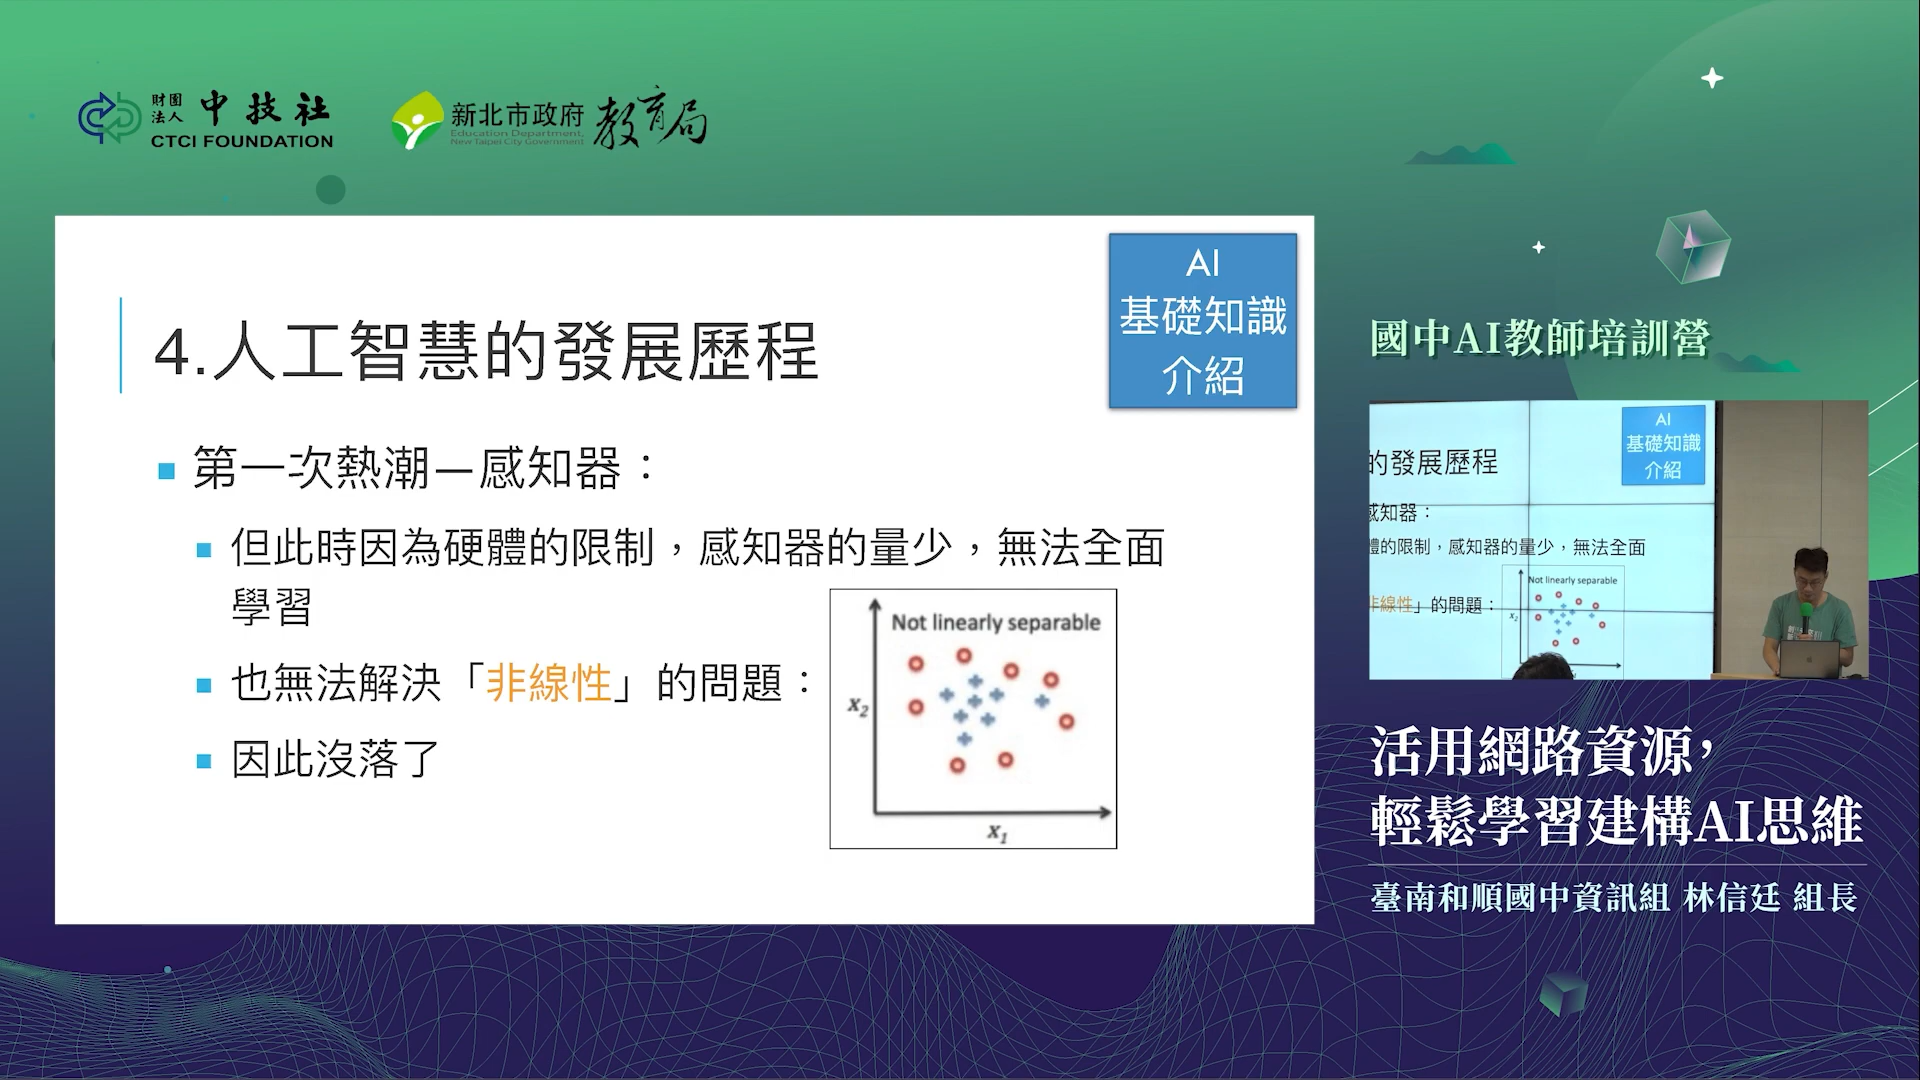 財團法人 中技社
CTCI FOUNDATION
新北市政府 教育局
Education Department,
New Taipei City Government
AI
基礎知識
介紹
4.人工智慧的發展歷程
第一次熱潮—感知器：
但此時因為硬體的限制，感知器的量少，無法全面
學習
也無法解決「非線性」的問題：
因此沒落了
Not linearly separable
x2
x1
國中AI教師培訓營
AI
基礎知識
介紹
的發展歷程
感知器：
體的限制，感知器的量少，無法全面
非線性」的問題：
Not linearly separable
x2
活用網路資源，
輕鬆學習建構AI思維
臺南和順國中資訊組 林信廷 組長